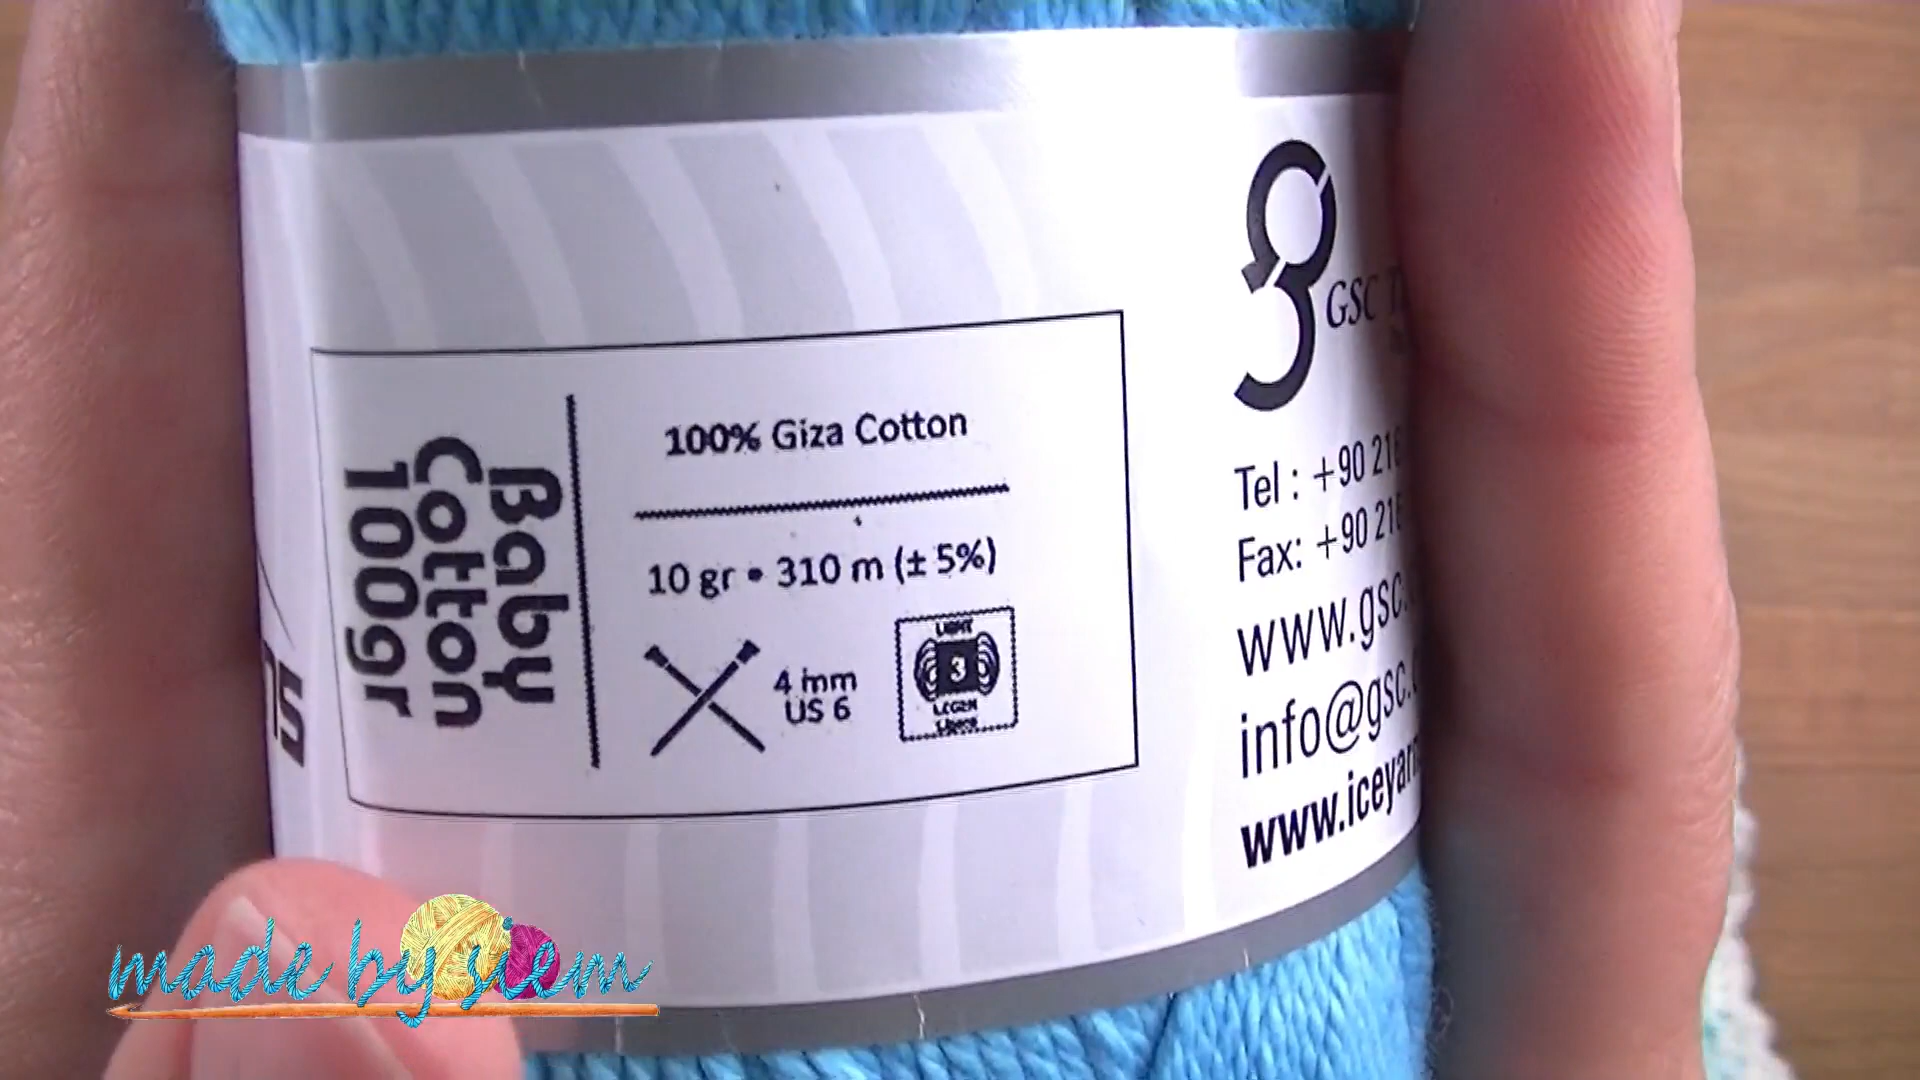 Baby
Cotton
100gr
100% Giza Cotton
10 gr • 310 m (± 5%)
4 mm
US 6
LIGHT
3
GSC
Tel : +90 216
Fax: +90 216
www.gsc.
info@gsc.
www.iceyarn
made by siem